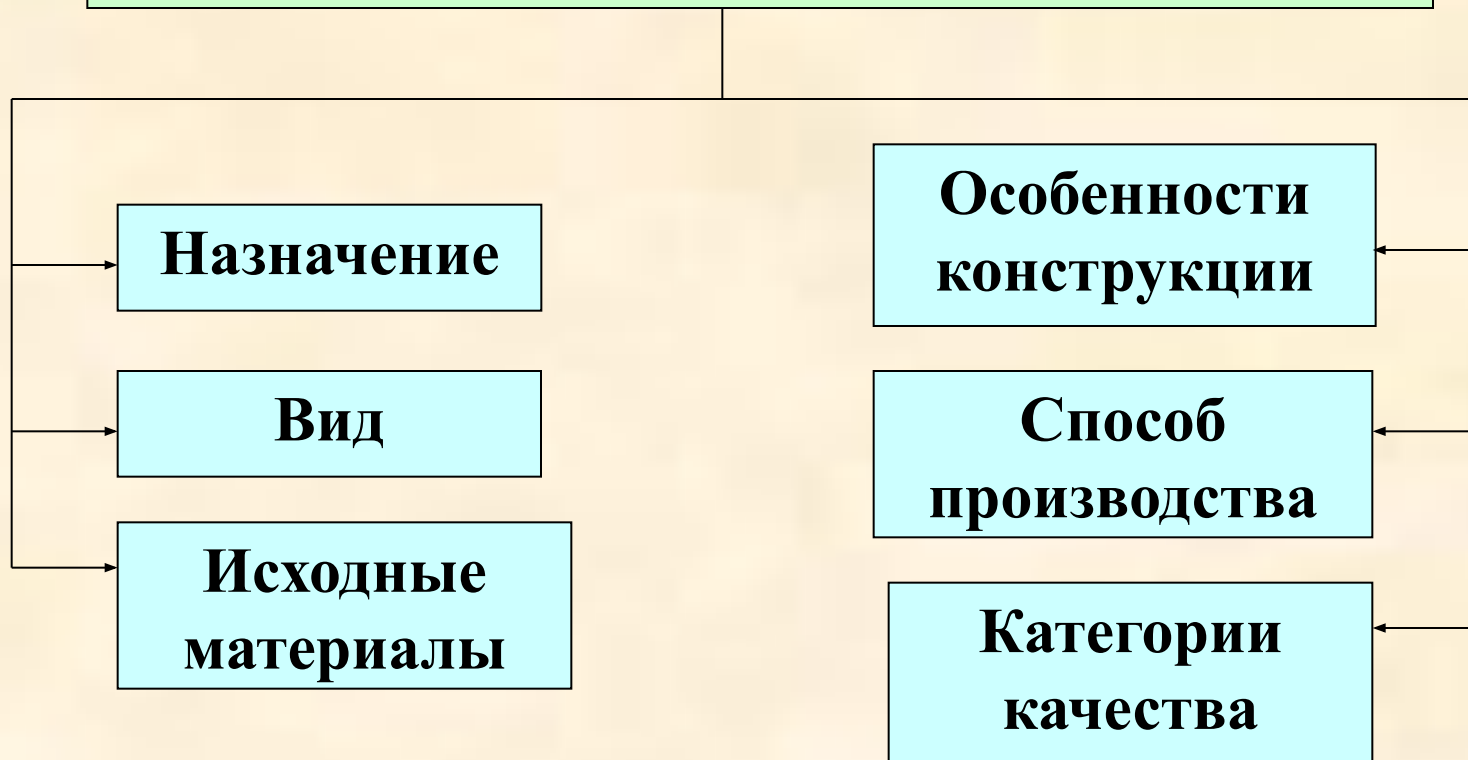 Назначение
Вид
Исходные
материалы
Особенности
конструкции
Способ
производства
Категории
качества